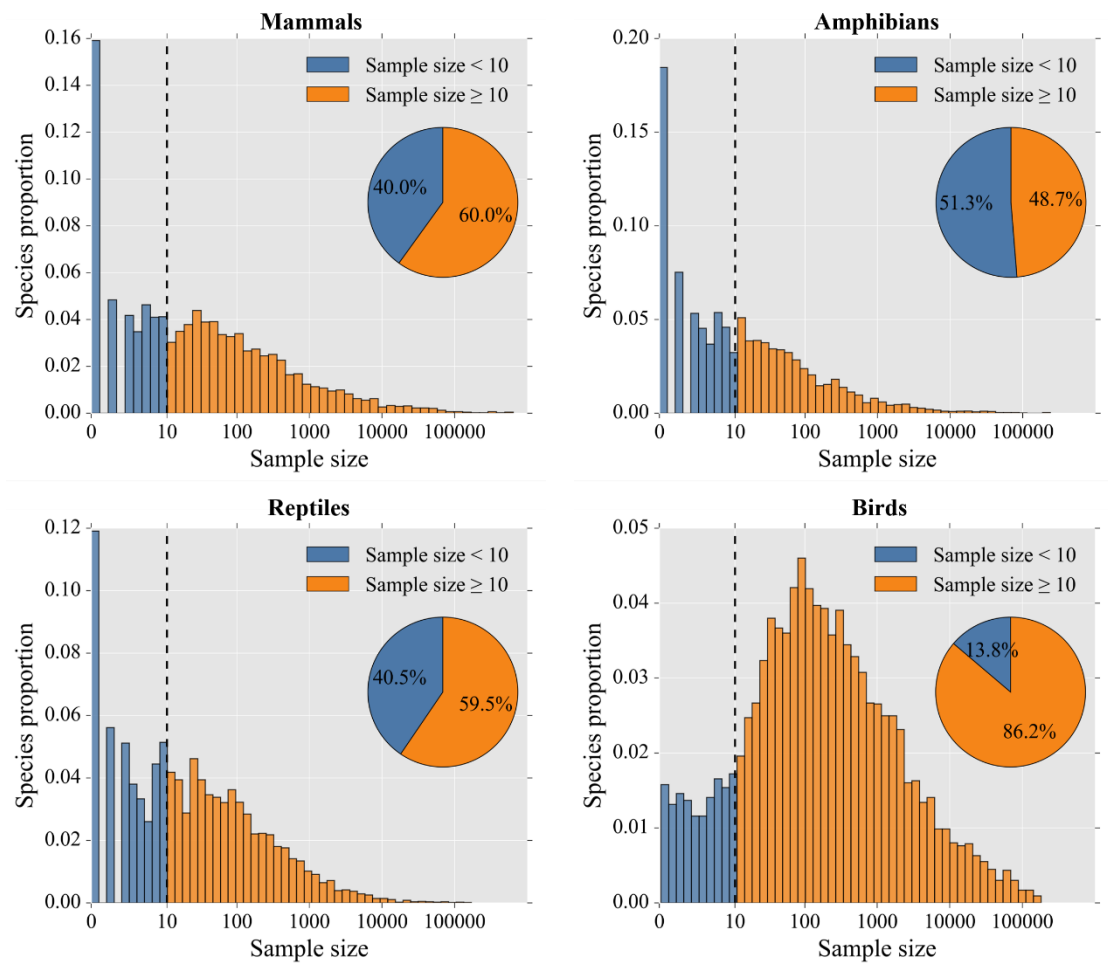 Mammals
0.16
0.14
0.12
0.10
0.08
0.06
0.04
0.02
0.00
Species proportion
Sample size < 10
Sample size ≥ 10
40.0%
60.0%
0 10 100 1000 10000 100000
Sample size
Amphibians
0.20
0.15
0.10
0.05
0.00
Species proportion
Sample size < 10
Sample size ≥ 10
51.3%
48.7%
0 10 100 1000 10000 100000
Sample size
Reptiles
0.12
0.10
0.08
0.06
0.04
0.02
0.00
Species proportion
Sample size < 10
Sample size ≥ 10
40.5%
59.5%
0 10 100 1000 10000 100000
Sample size
Birds
0.05
0.04
0.03
0.02
0.01
0.00
Species proportion
Sample size < 10
Sample size ≥ 10
13.8%
86.2%
0 10 100 1000 10000 100000
Sample size